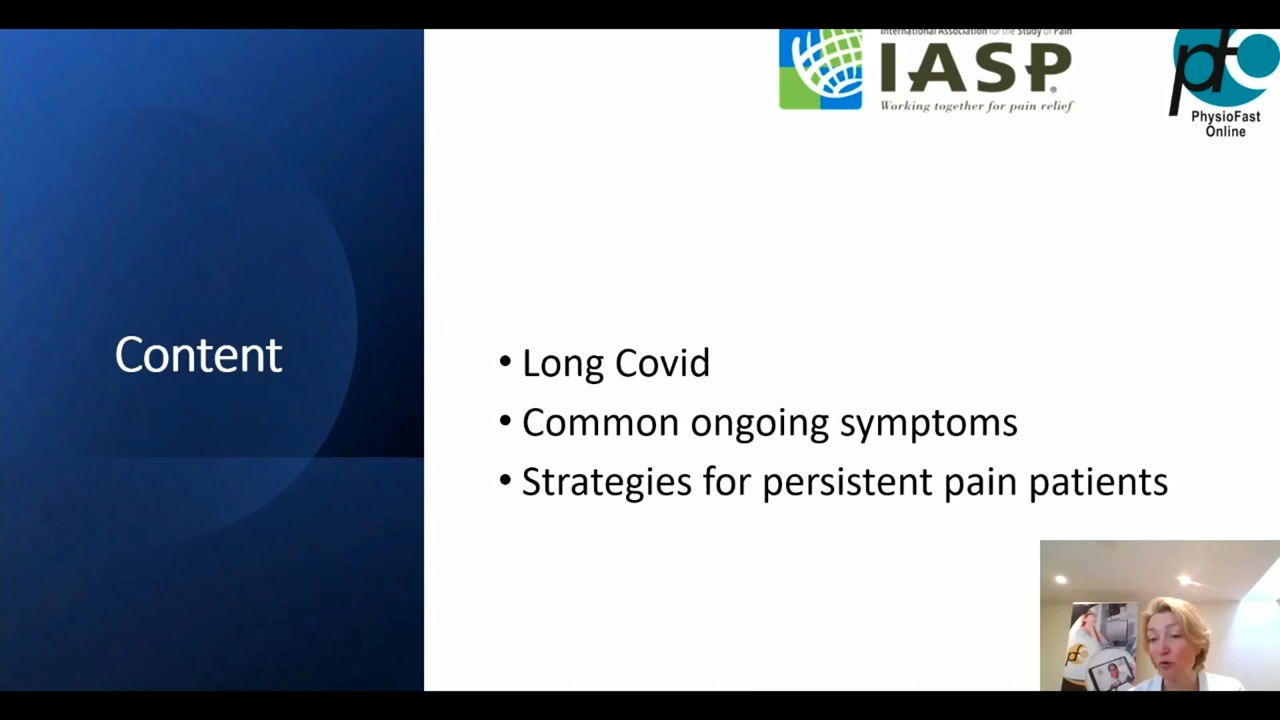 International Association for the Study of Pain
IASP
Working together for pain relief
PhysioFast
Online
Content
• Long Covid
• Common ongoing symptoms
• Strategies for persistent pain patients